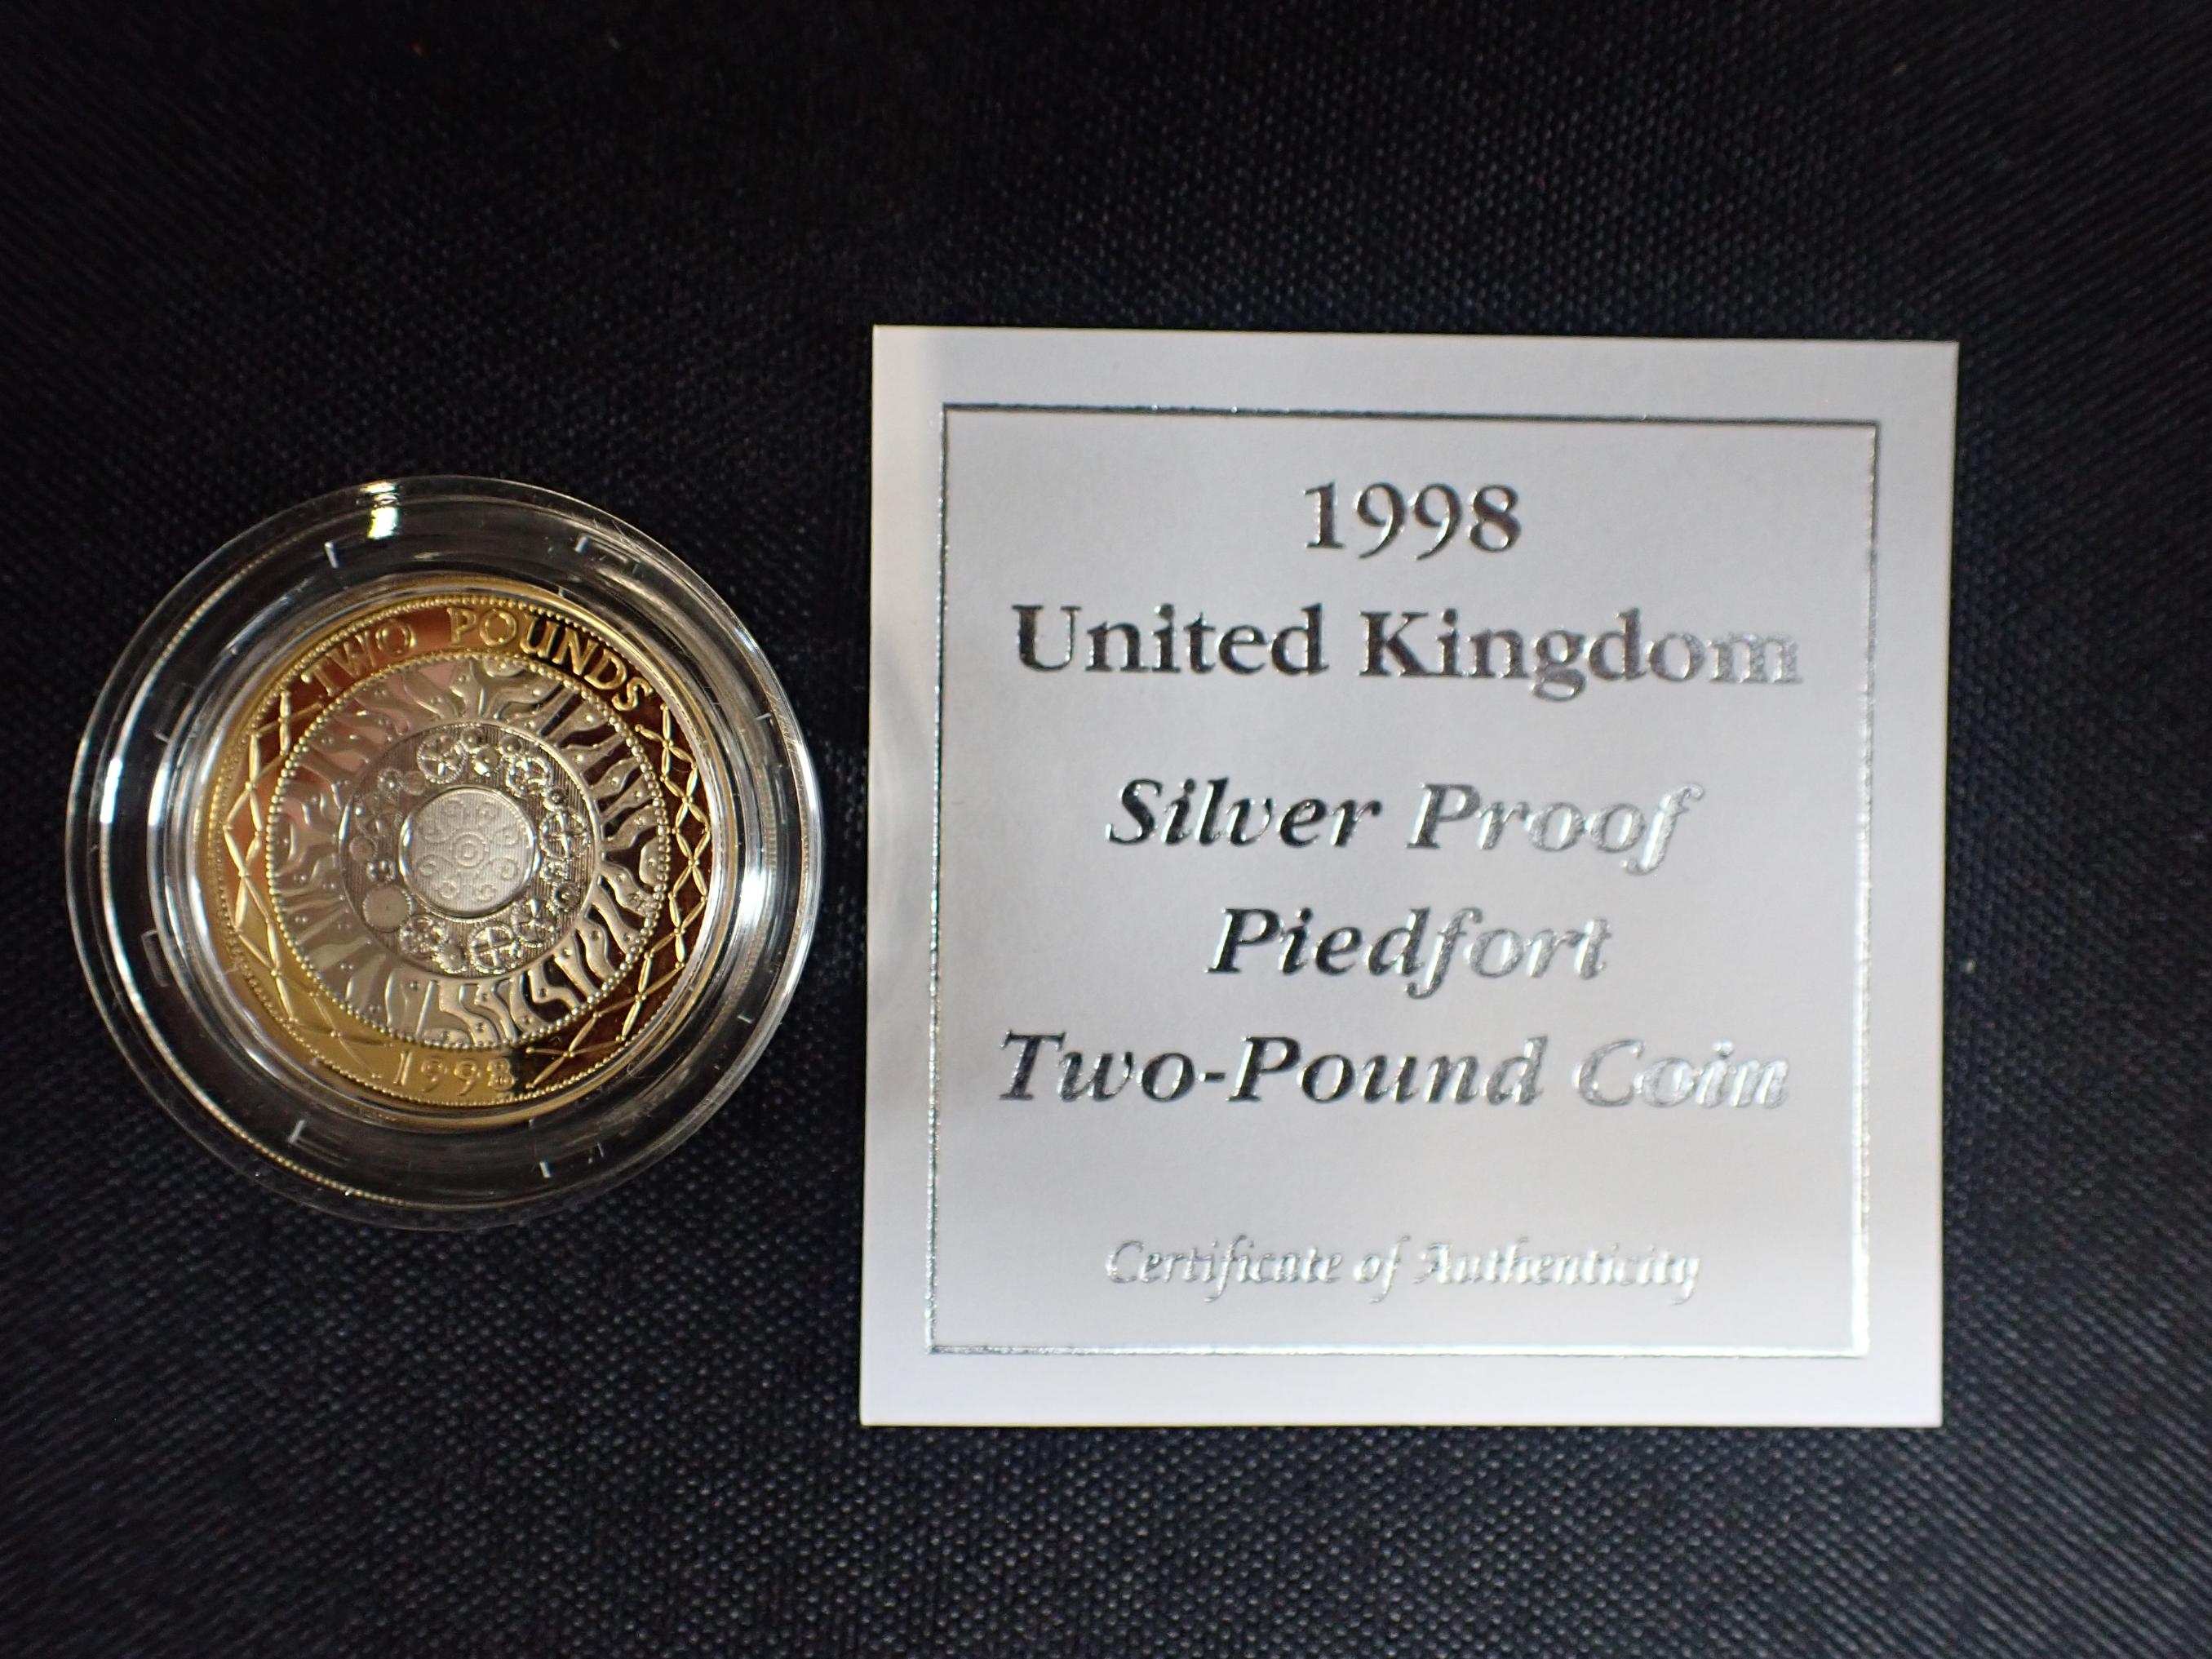 TWO POUNDS
1998
1998
United Kingdom
Silver Proof
Piedfort
Two-Pound Coin
Certificate of Authenticity